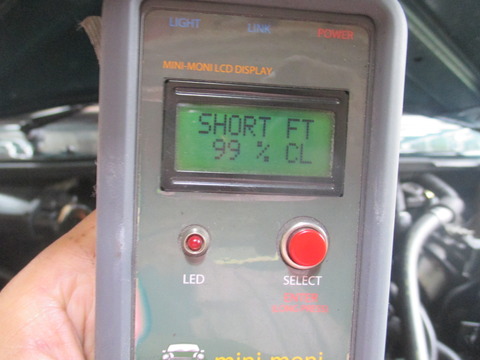 LIGHT LINK POWER
MINI-MONI LCD DISPLAY
SHORT FT
99 % CL
LED SELECT
mini moni